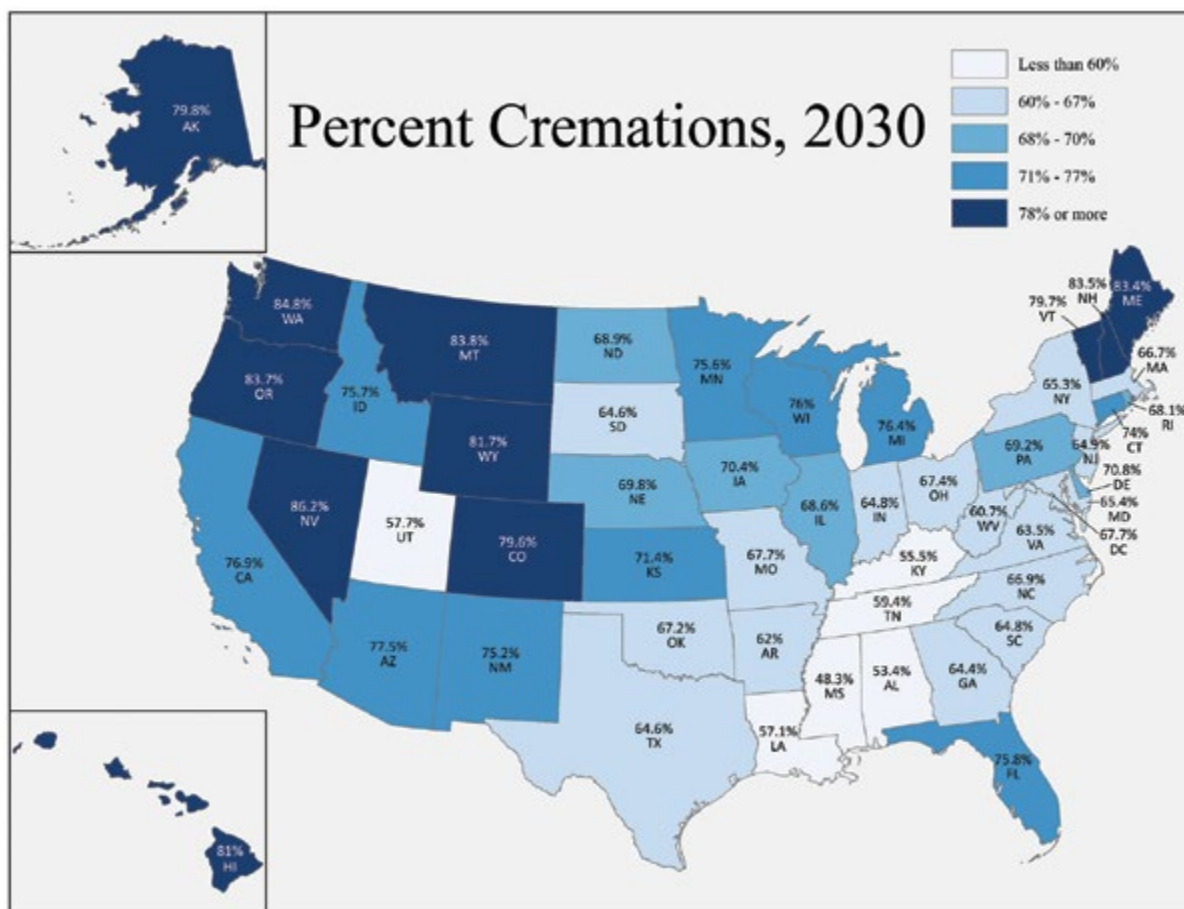 79.8%
AK
Percent Cremations, 2030
Less than 60%
60% - 67%
68% - 70%
71% - 77%
78% or more
84.8%
WA
83.7%
OR
75.7%
ID
83.8%
MT
81.7%
WY
86.2%
NV
57.7%
UT
79.6%
CO
76.9%
CA
77.5%
AZ
75.2%
NM
68.9%
ND
64.6%
SD
69.8%
NE
71.4%
KS
67.2%
OK
64.6%
TX
75.6%
MN
70.4%
IA
67.7%
MO
62%
AR
57.1%
LA
76%
WI
68.6%
IL
76.4%
MI
64.8%
IN
67.4%
OH
55.5%
KY
59.4%
TN
48.3%
MS
53.4%
AL
64.4%
GA
75.8%
FL
64.8%
SC
66.9%
NC
63.5%
VA
60.7%
WV
69.2%
PA
65.3%
NY
79.7%
VT
83.5%
NH
83.4%
ME
66.7%
MA
68.1%
RI
74%
CT
64.9%
NJ
70.8%
DE
65.4%
MD
67.7%
DC
81%
HI